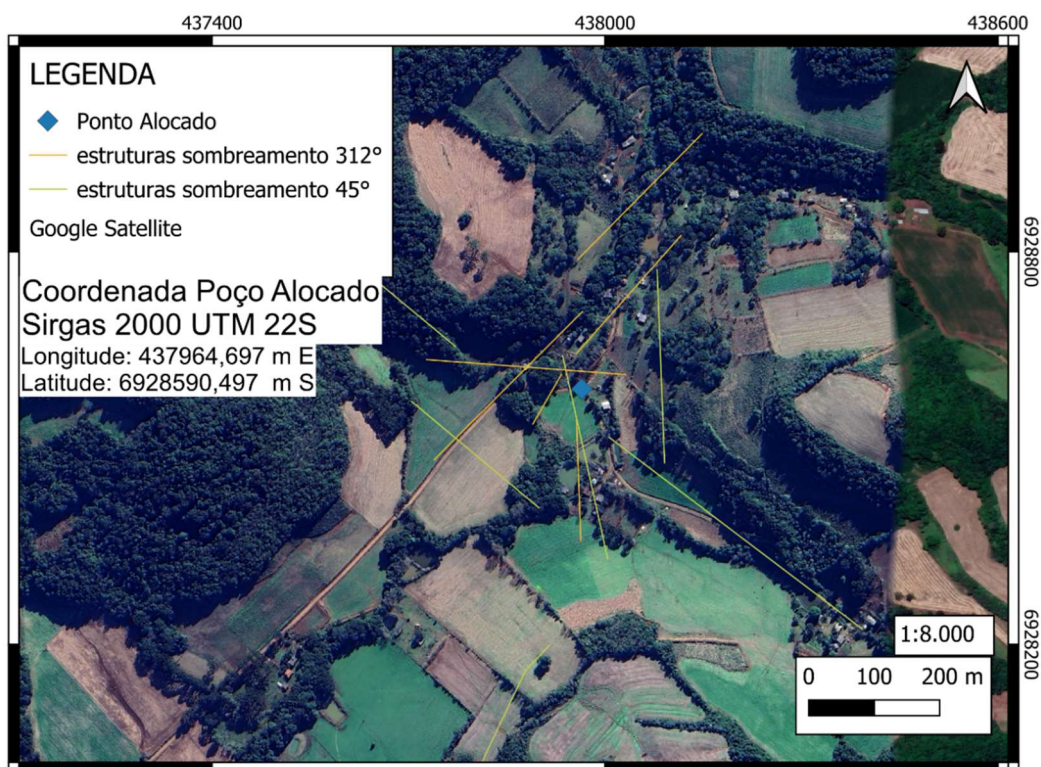 437400
438000
438600
LEGENDA
Ponto Alocado
estruturas sombreamento 312°
estruturas sombreamento 45°
Google Satellite
Coordenada Poço Alocado
Sirgas 2000 UTM 22S
Longitude: 437964,697 m E
Latitude: 6928590,497 m S
6928800
6928200
1:8.000
0 100 200 m